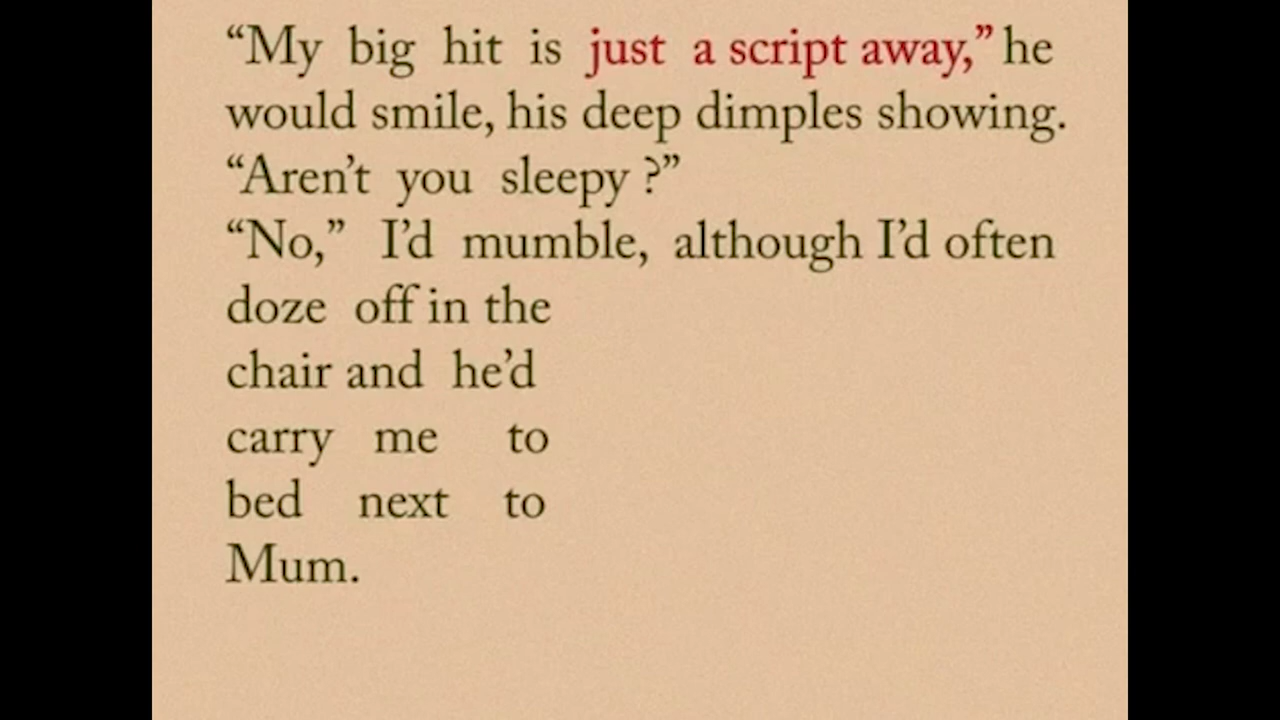 “My big hit is just a script away,” he
would smile, his deep dimples showing.
“Aren’t you sleepy ?”
“No,” I’d mumble, although I’d often
doze off in the
chair and he’d
carry me to
bed next to
Mum.